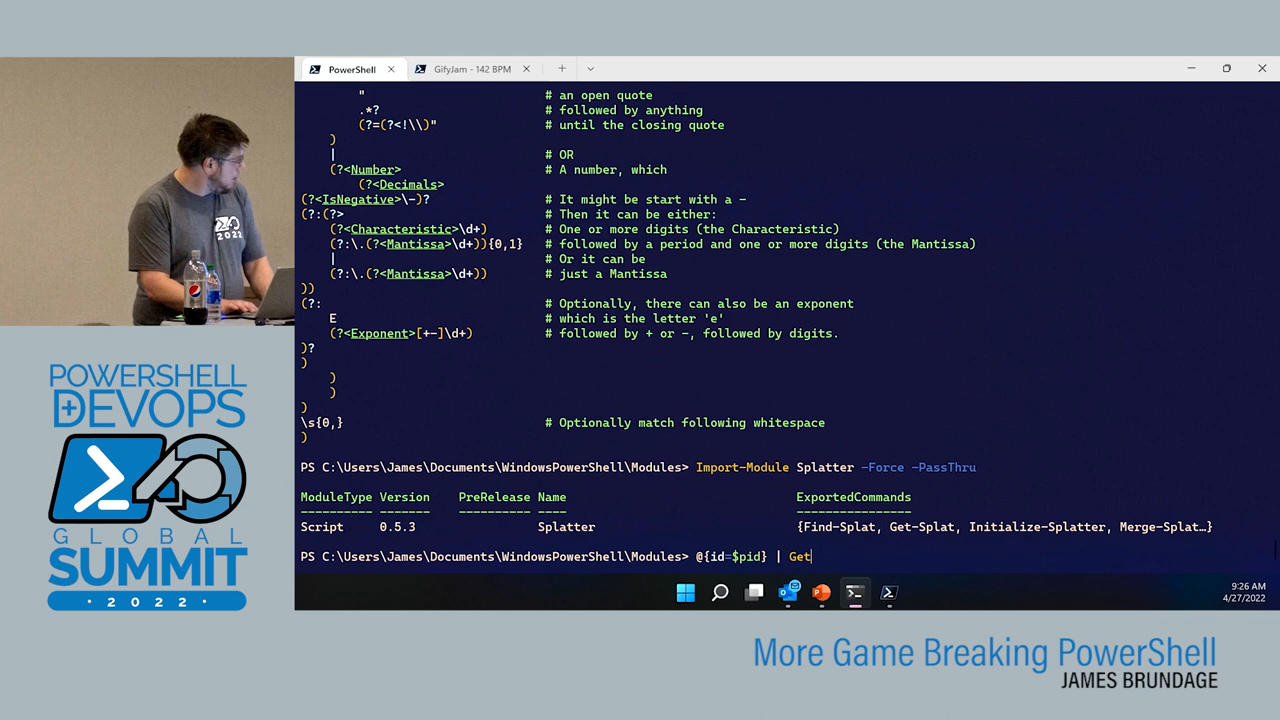 PowerShell
GifyJam - 142 BPM
" # an open quote
.*? # followed by anything
(?=(?<!\\)" # until the closing quote
)
| # OR
(?<Number> # A number, which
(?<Decimals>
(?<IsNegative>\-)? # It might be start with a -
(?:(?> # Then it can be either:
(?<Characteristic>\d+) # One or more digits (the Characteristic)
(?:\.(?<Mantissa>\d+)){0,1} # followed by a period and one or more digits (the Mantissa)
| # Or it can be
(?:\.(?<Mantissa>\d+)) # just a Mantissa
))
(?: # Optionally, there can also be an exponent
E # which is the letter 'e'
(?<Exponent>[+-]\d+) # followed by + or -, followed by digits.
)?
)
)
)
)
\s{0,} # Optionally match following whitespace
)
PS C:\Users\James\Documents\WindowsPowerShell\Modules> Import-Module Splatter -Force -PassThru
ModuleType Version PreRelease Name ExportedCommands
---------- ------- ---------- ---- ----------------
Script 0.5.3 Splatter {Find-Splat, Get-Splat, Initialize-Splatter, Merge-Splat…}
PS C:\Users\James\Documents\WindowsPowerShell\Modules> @{id=$pid} | Get
9:26 AM
4/27/2022
2022
POWERSHELL
+DEVOPS
GLOBAL
SUMMIT
· 2022 ·
More Game Breaking PowerShell
JAMES BRUNDAGE